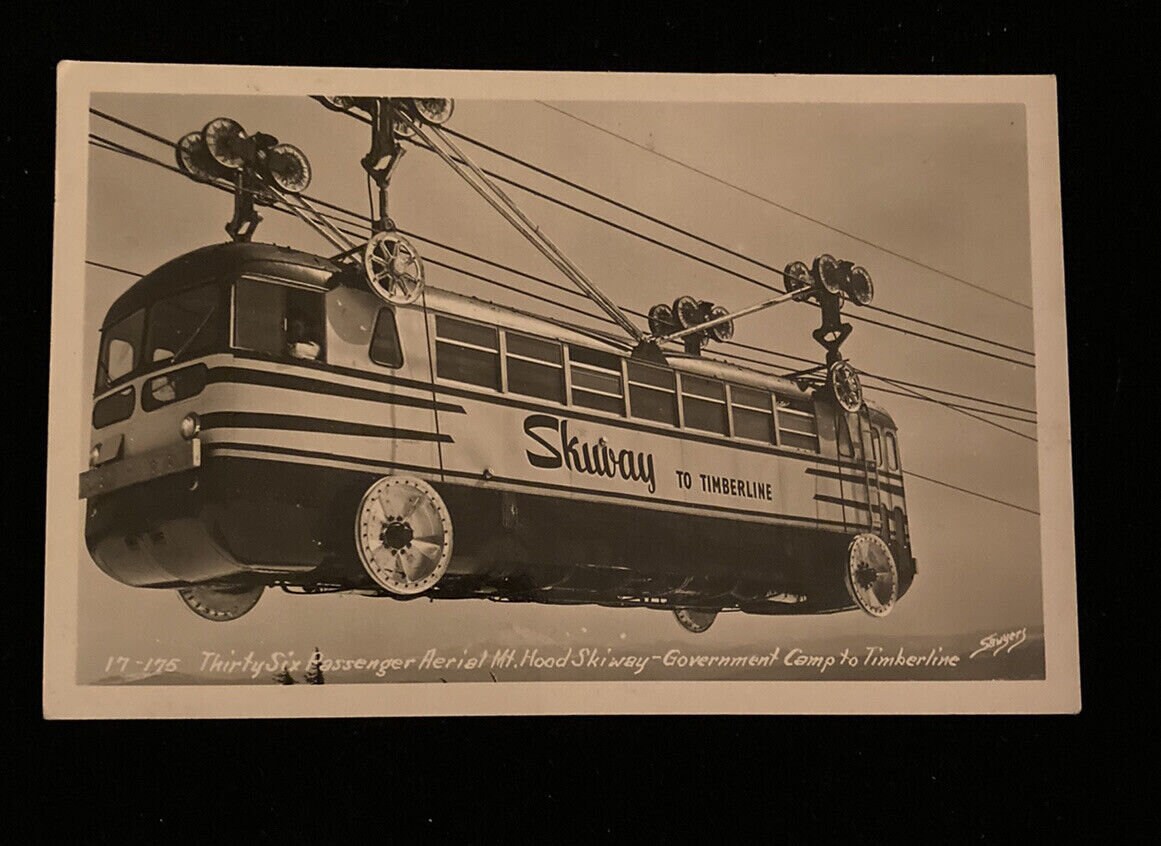 Skiway TO TIMBERLINE
Sawyers
17-175 Thirty Six Passenger Aerial Mt. Hood Skiway-Government Camp to Timberline